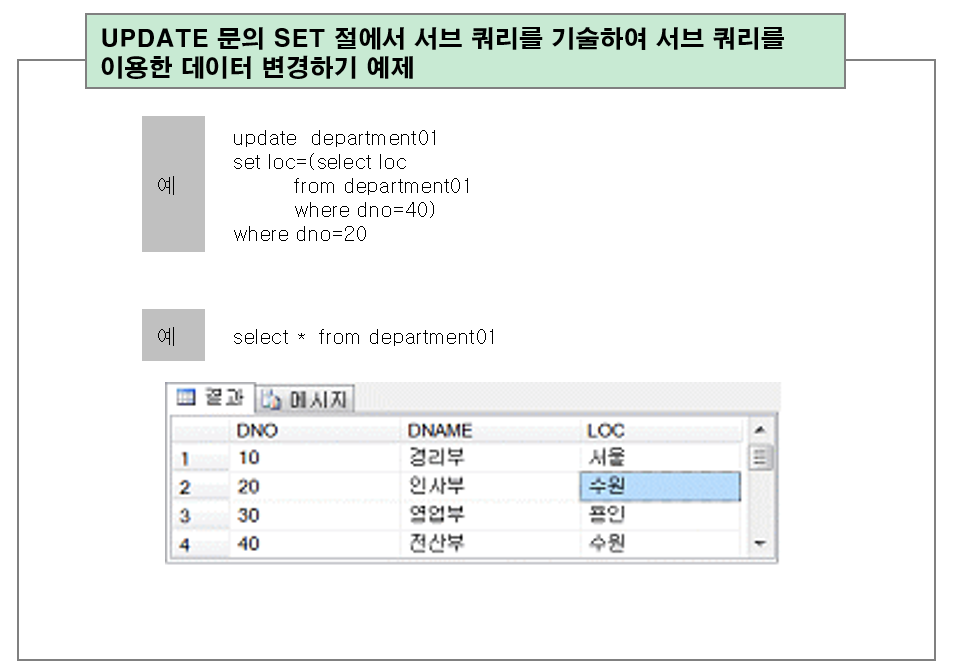 UPDATE 문의 SET 절에서 서브 쿼리를 기술하여 서브 쿼리를
이용한 데이터 변경하기 예제
예
update department01
set loc=(select loc
from department01
where dno=40)
where dno=20
예
select * from department01
결과 메시지
DNO DNAME LOC
1 10 경리부 서울
2 20 인사부 수원
3 30 영업부 용인
4 40 전산부 수원